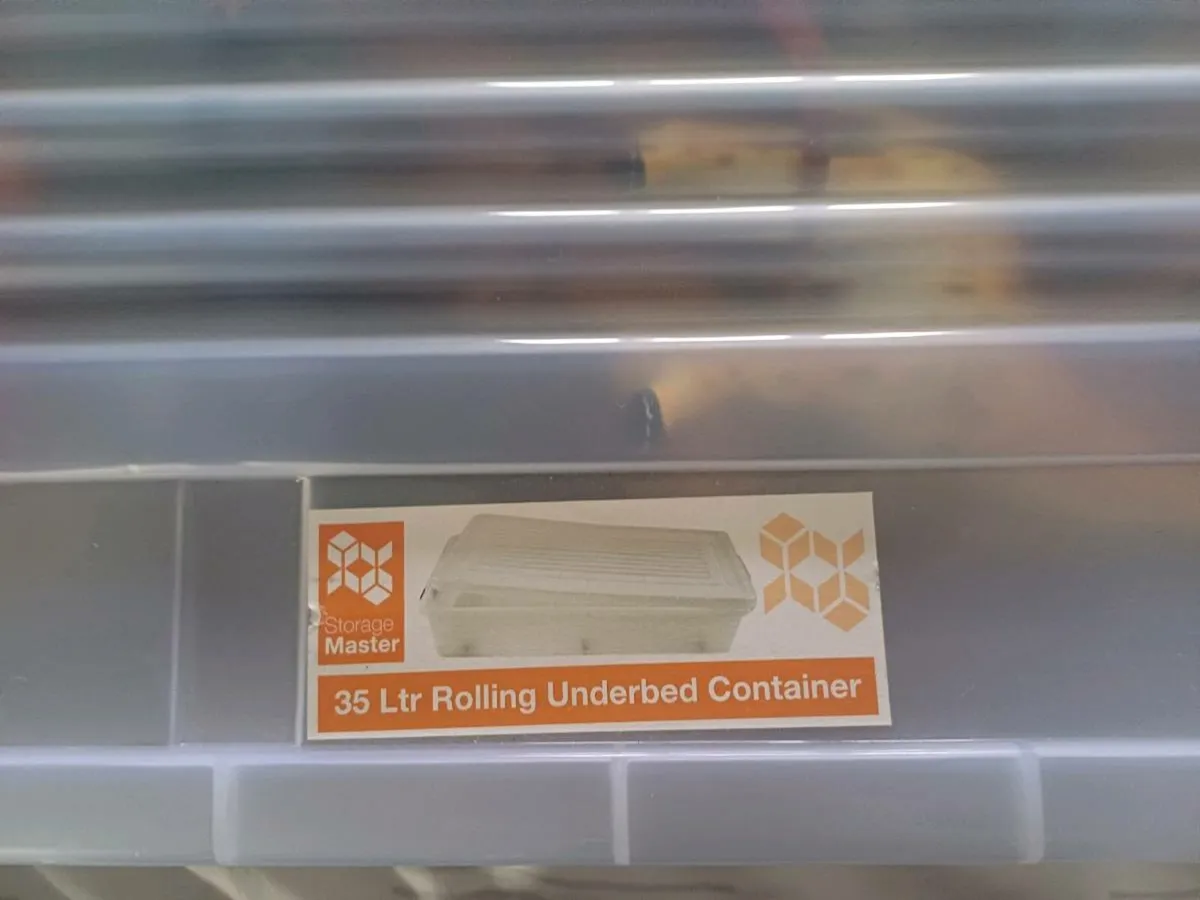 Storage
Master
35 Ltr Rolling Underbed Container